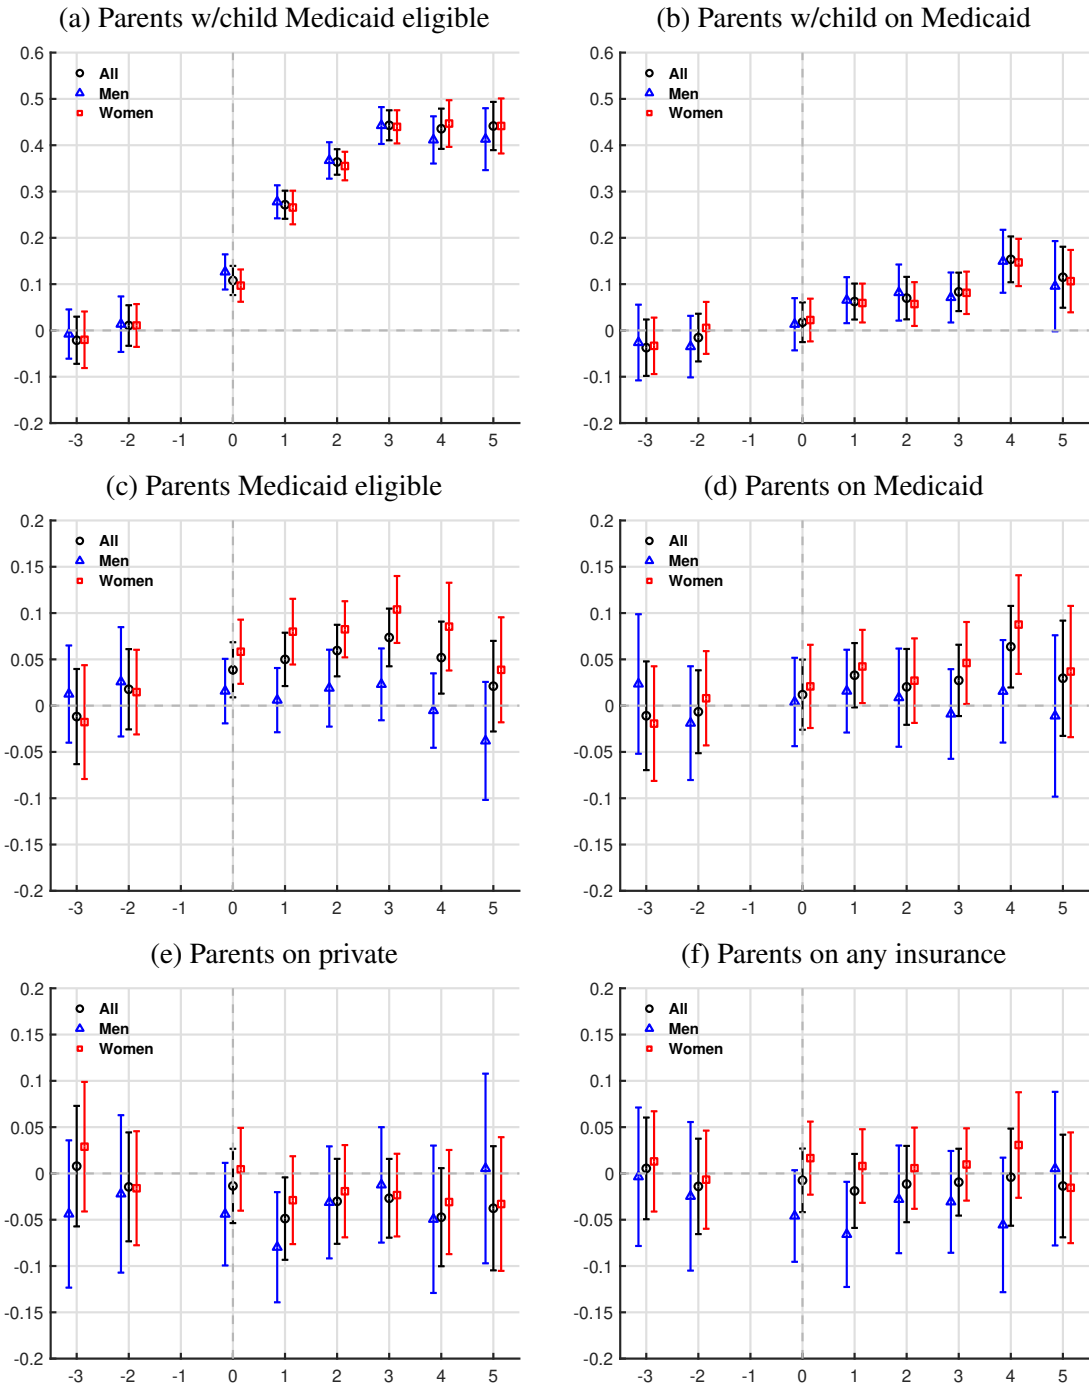 (a) Parents w/child Medicaid eligible
0.6
0.5
0.4
0.3
0.2
0.1
0
-0.1
-0.2
All
Men
Women
-3 -2 -1 0 1 2 3 4 5
(b) Parents w/child on Medicaid
0.6
0.5
0.4
0.3
0.2
0.1
0
-0.1
-0.2
All
Men
Women
-3 -2 -1 0 1 2 3 4 5
(c) Parents Medicaid eligible
0.2
0.15
0.1
0.05
0
-0.05
-0.1
-0.15
-0.2
All
Men
Women
-3 -2 -1 0 1 2 3 4 5
(d) Parents on Medicaid
0.2
0.15
0.1
0.05
0
-0.05
-0.1
-0.15
-0.2
All
Men
Women
-3 -2 -1 0 1 2 3 4 5
(e) Parents on private
0.2
0.15
0.1
0.05
0
-0.05
-0.1
-0.15
-0.2
All
Men
Women
-3 -2 -1 0 1 2 3 4 5
(f) Parents on any insurance
0.2
0.15
0.1
0.05
0
-0.05
-0.1
-0.15
-0.2
All
Men
Women
-3 -2 -1 0 1 2 3 4 5